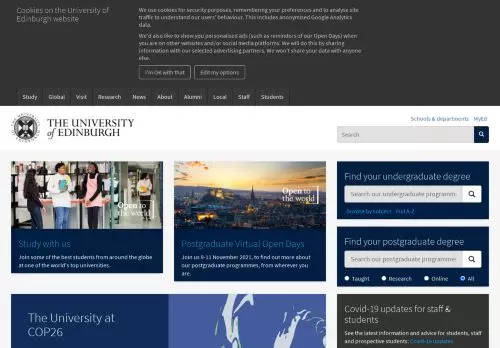 Cookies on the University of
Edinburgh website
We use cookies for security purposes, remembering your preferences and to analyse site
traffic to understand our users' behaviour. This includes anonymised Google Analytics
data.
We'd also like to show you personalised ads (such as reminders of our Open Days) when
you are on other websites and/or social media platforms. We will do this by sharing
information with our selected advertising partners. We won't share your data with
anyone else.
I'm OK with that
Edit my options
Study Global Visit Research News About Alumni Local Staff Students
THE UNIVERSITY
of EDINBURGH
Schools & departments MyEd
Search
Open to
the world
Study with us
Join some of the best students from around the globe
at one of the world's top universities.
Open to
the world
Postgraduate Virtual Open Days
Join us 9-11 November 2021, to find out more about
our postgraduate programmes, from wherever you
are.
Find your undergraduate degree
Search our undergraduate programme
Browse by subject Find A-Z
Find your postgraduate degree
Search our postgraduate programmes
Taught Research Online All
The University at
COP26
Covid-19 updates for staff &
students
See the latest information and advice for students, staff
and prospective students: Covid-19 updates